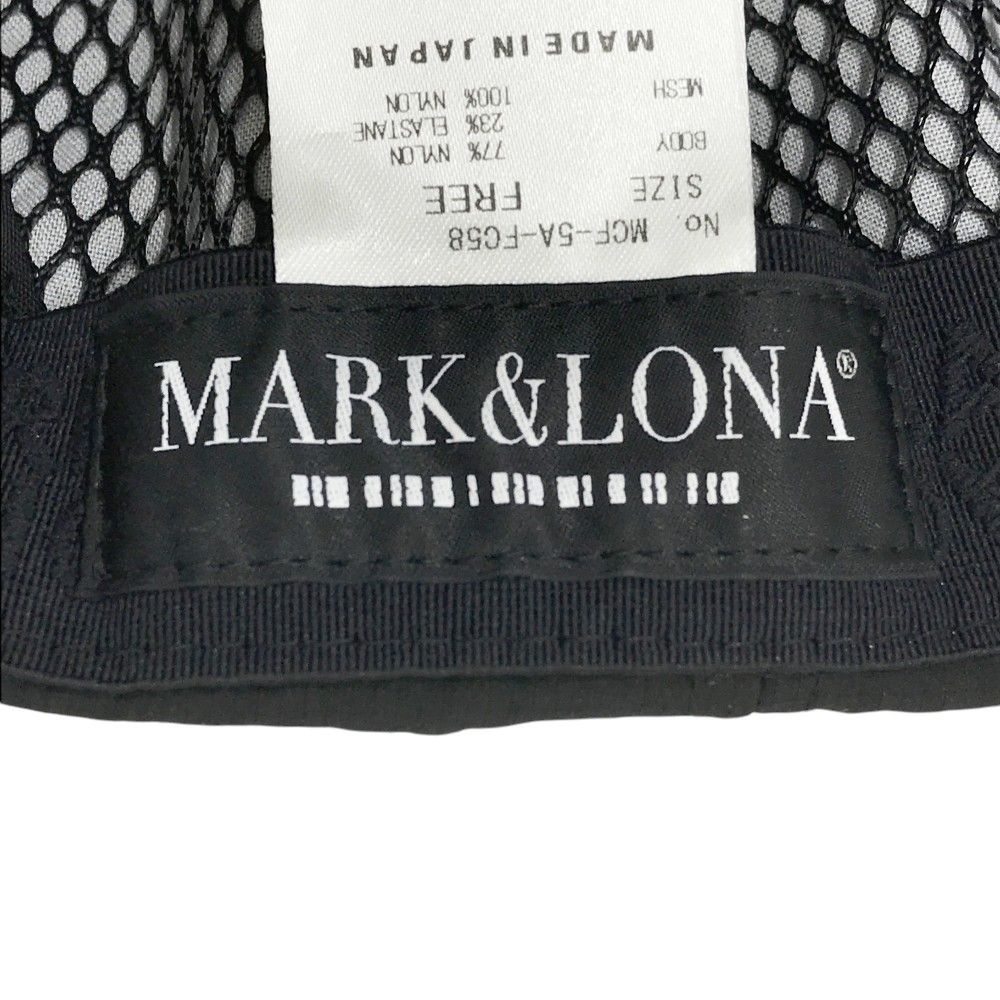 No. MCF-5A-FC58
SIZE FREE
BODY 77% NYLON
23% ELASTANE
MESH 100% NYLON
MADE IN JAPAN
MARK&LONA®